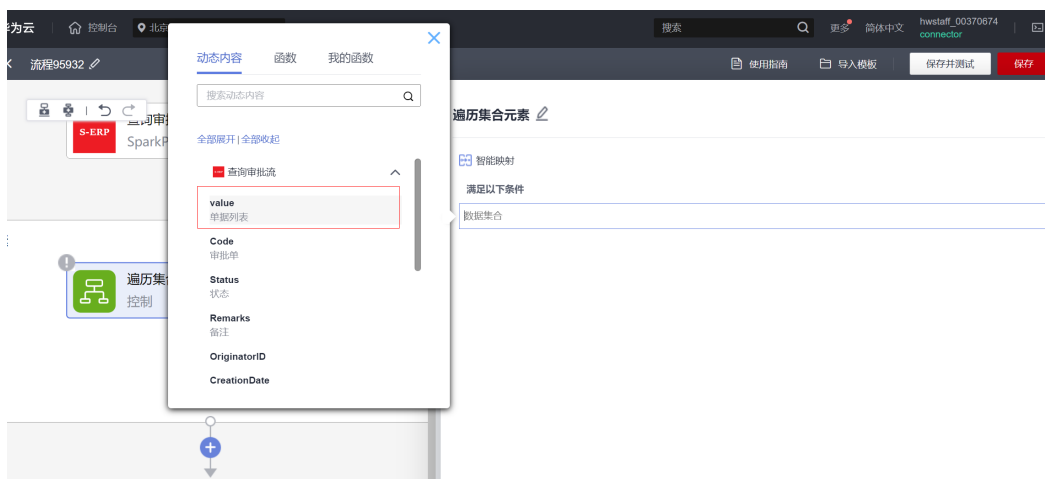 为云 控制台 北京 搜索 更多 简体中文 hwstaff_00370674
connector
流程95932 使用指南 导入模板 保存并测试 保存
动态内容 函数 我的函数
搜索动态内容
全部展开 | 全部收起
查询审批流
value
单据列表
Code
审批单
Status
状态
Remarks
备注
OriginatorID
CreationDate
S-ERP
查询审
SparkP
遍历集
控制
遍历集合元素
智能映射
满足以下条件
数据集合